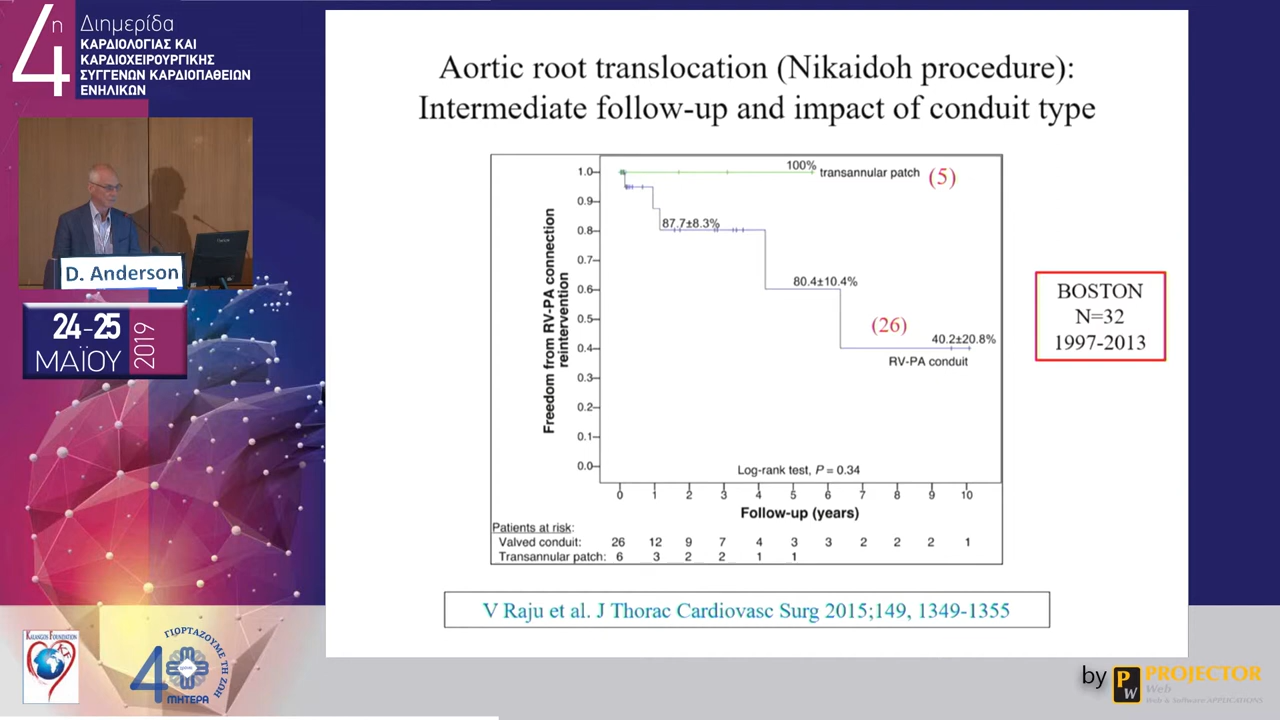 4η Διημερίδα
ΚΑΡΔΙΟΛΟΓΙΑΣ ΚΑΙ
ΚΑΡΔΙΟΧΕΙΡΟΥΡΓΙΚΗΣ
ΣΥΓΓΕΝΩΝ ΚΑΡΔΙΟΠΑΘΕΙΩΝ
ΕΝΗΛΙΚΩΝ
D. Anderson
24-25
ΜΑΪΟΥ 2019
KALANGOS FOUNDATION
ΓΙΟΡΤΑΖΟΥΜΕ ΤΗ ΖΩΗ
40
ΜΗΤΕΡΑ
Aortic root translocation (Nikaidoh procedure):
Intermediate follow-up and impact of conduit type
Freedom from RV-PA connection
reintervention
1.0
0.9
0.8
0.7
0.6
0.5
0.4
0.3
0.2
0.1
0.0
100%
transannular patch (5)
87.7±8.3%
80.4±10.4%
(26)
40.2±20.8%
RV-PA conduit
Log-rank test, P = 0.34
0 1 2 3 4 5 6 7 8 9 10
Follow-up (years)
Patients at risk:
Valved conduit: 26 12 9 7 4 3 3 2 2 2 1
Transannular patch: 6 3 2 2 1 1
BOSTON
N=32
1997-2013
V Raju et al. J Thorac Cardiovasc Surg 2015;149, 1349-1355
by PW PROJECTOR
Web
Web & Software APPLICATIONS